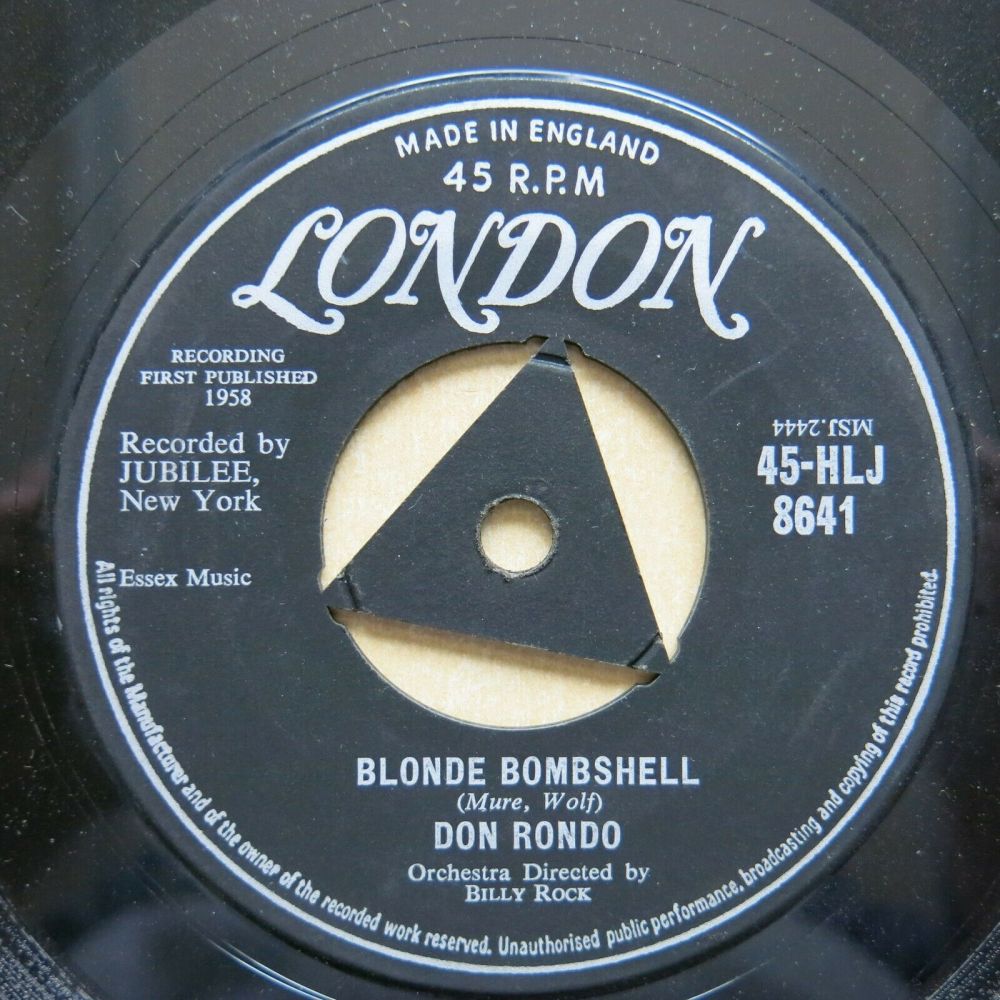 MADE IN ENGLAND
45 R.P.M
LONDON
RECORDING
FIRST PUBLISHED
1958
Recorded by
JUBILEE,
New York
Essex Music
MSJ.2444
45-HLJ
8641
BLONDE BOMBSHELL
(Mure, Wolf)
DON RONDO
Orchestra Directed by
BILLY ROCK
All rights of the Manufacturer and of the owner of the recorded work reserved. Unauthorised public performance, broadcasting and copying of this record prohibited.